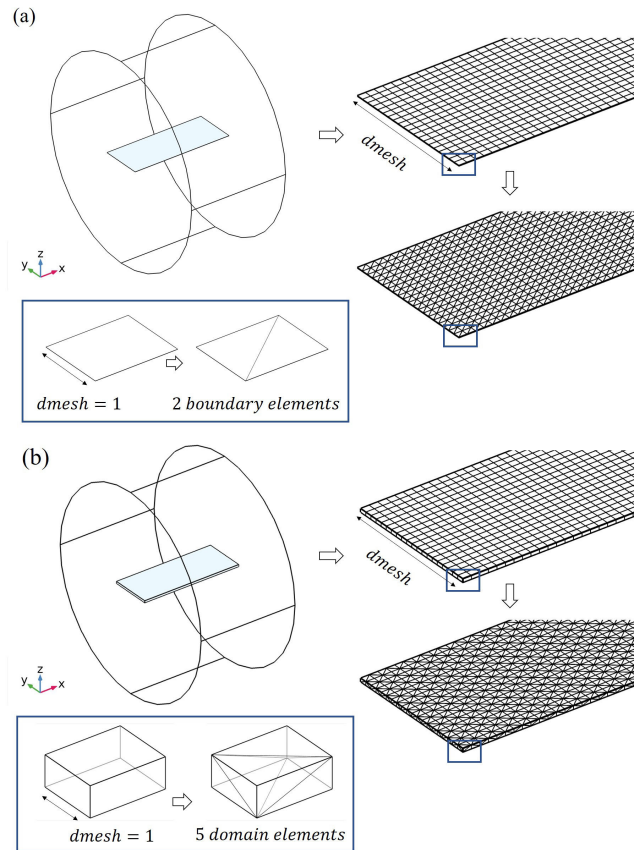 (a)
dmesh
z
y
x
dmesh = 1
2 boundary elements
(b)
dmesh
z
y
x
dmesh = 1
5 domain elements